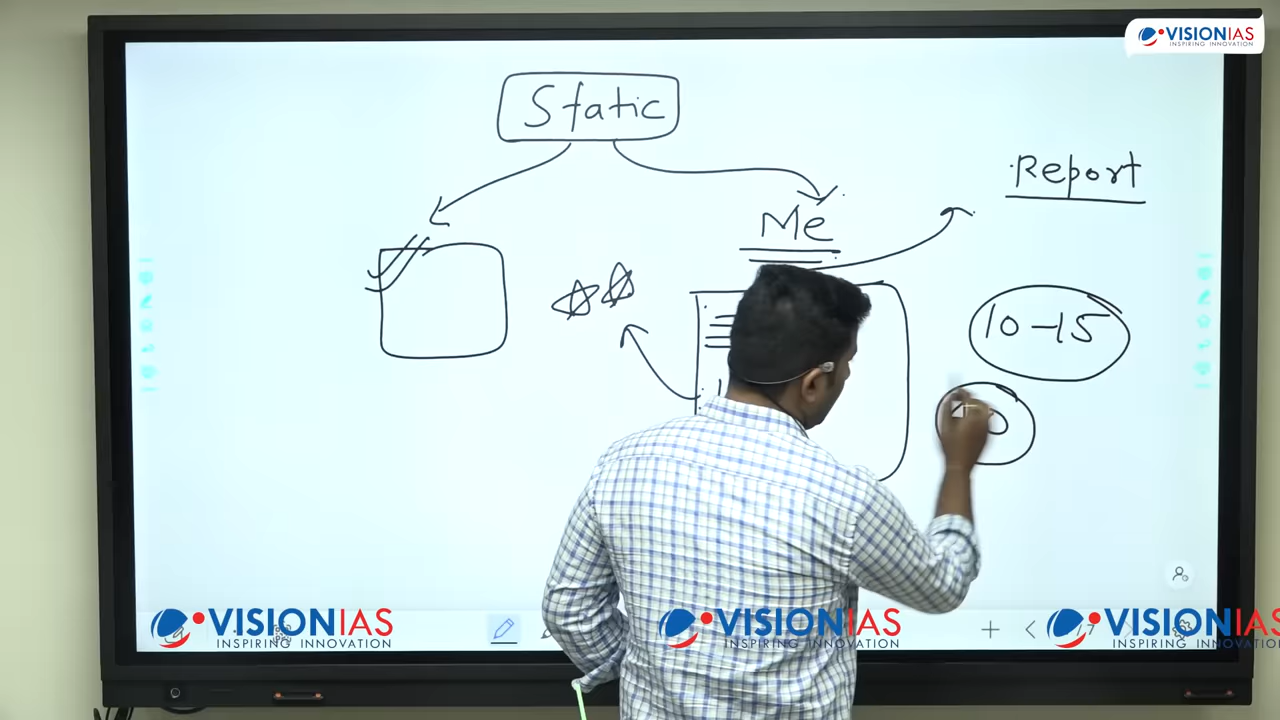 VISIONIAS
INSPIRING INNOVATION
Static
Report
Me
10-15
VISIONIAS
INSPIRING INNOVATION
VISIONIAS
INSPIRING INNOVATION
VISIONIAS
INSPIRING INNOVATION